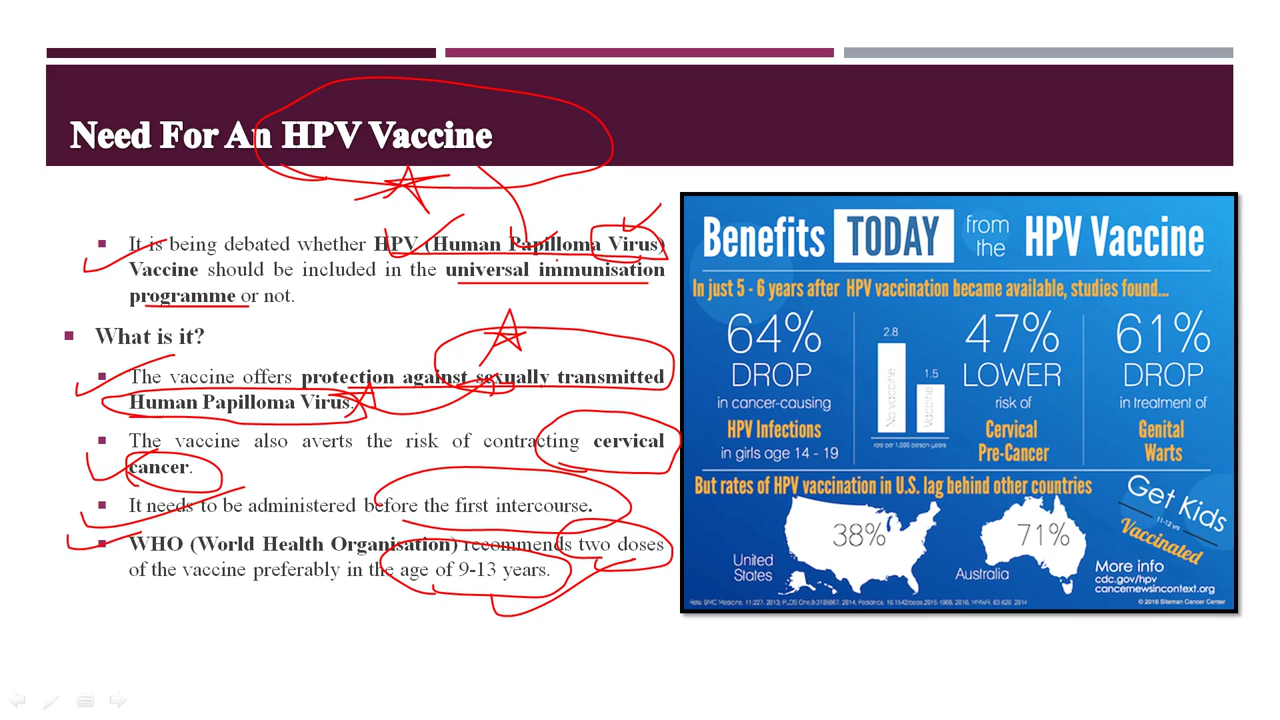 Need For An HPV Vaccine
▪ It is being debated whether HPV (Human Papilloma Virus)
Vaccine should be included in the universal immunisation
programme or not.
▪ What is it?
▪ The vaccine offers protection against sexually transmitted
Human Papilloma Virus.
▪ The vaccine also averts the risk of contracting cervical
cancer.
▪ It needs to be administered before the first intercourse.
▪ WHO (World Health Organisation) recommends two doses
of the vaccine preferably in the age of 9-13 years.
Benefits TODAY from the HPV Vaccine
In just 5 - 6 years after HPV vaccination became available, studies found...
64%
DROP
in cancer-causing
HPV Infections
in girls age 14 - 19
2.8
No vaccine
1.5
Vaccine
rate per 1,000 person-years
47%
LOWER
risk of
Cervical
Pre-Cancer
61%
DROP
in treatment of
Genital
Warts
But rates of HPV vaccination in U.S. lag behind other countries
38%
United
States
71%
Australia
Get Kids
11-12 yrs
Vaccinated
More info
cdc.gov/hpv
cancernewsincontext.org
© 2016 Siteman Cancer Center